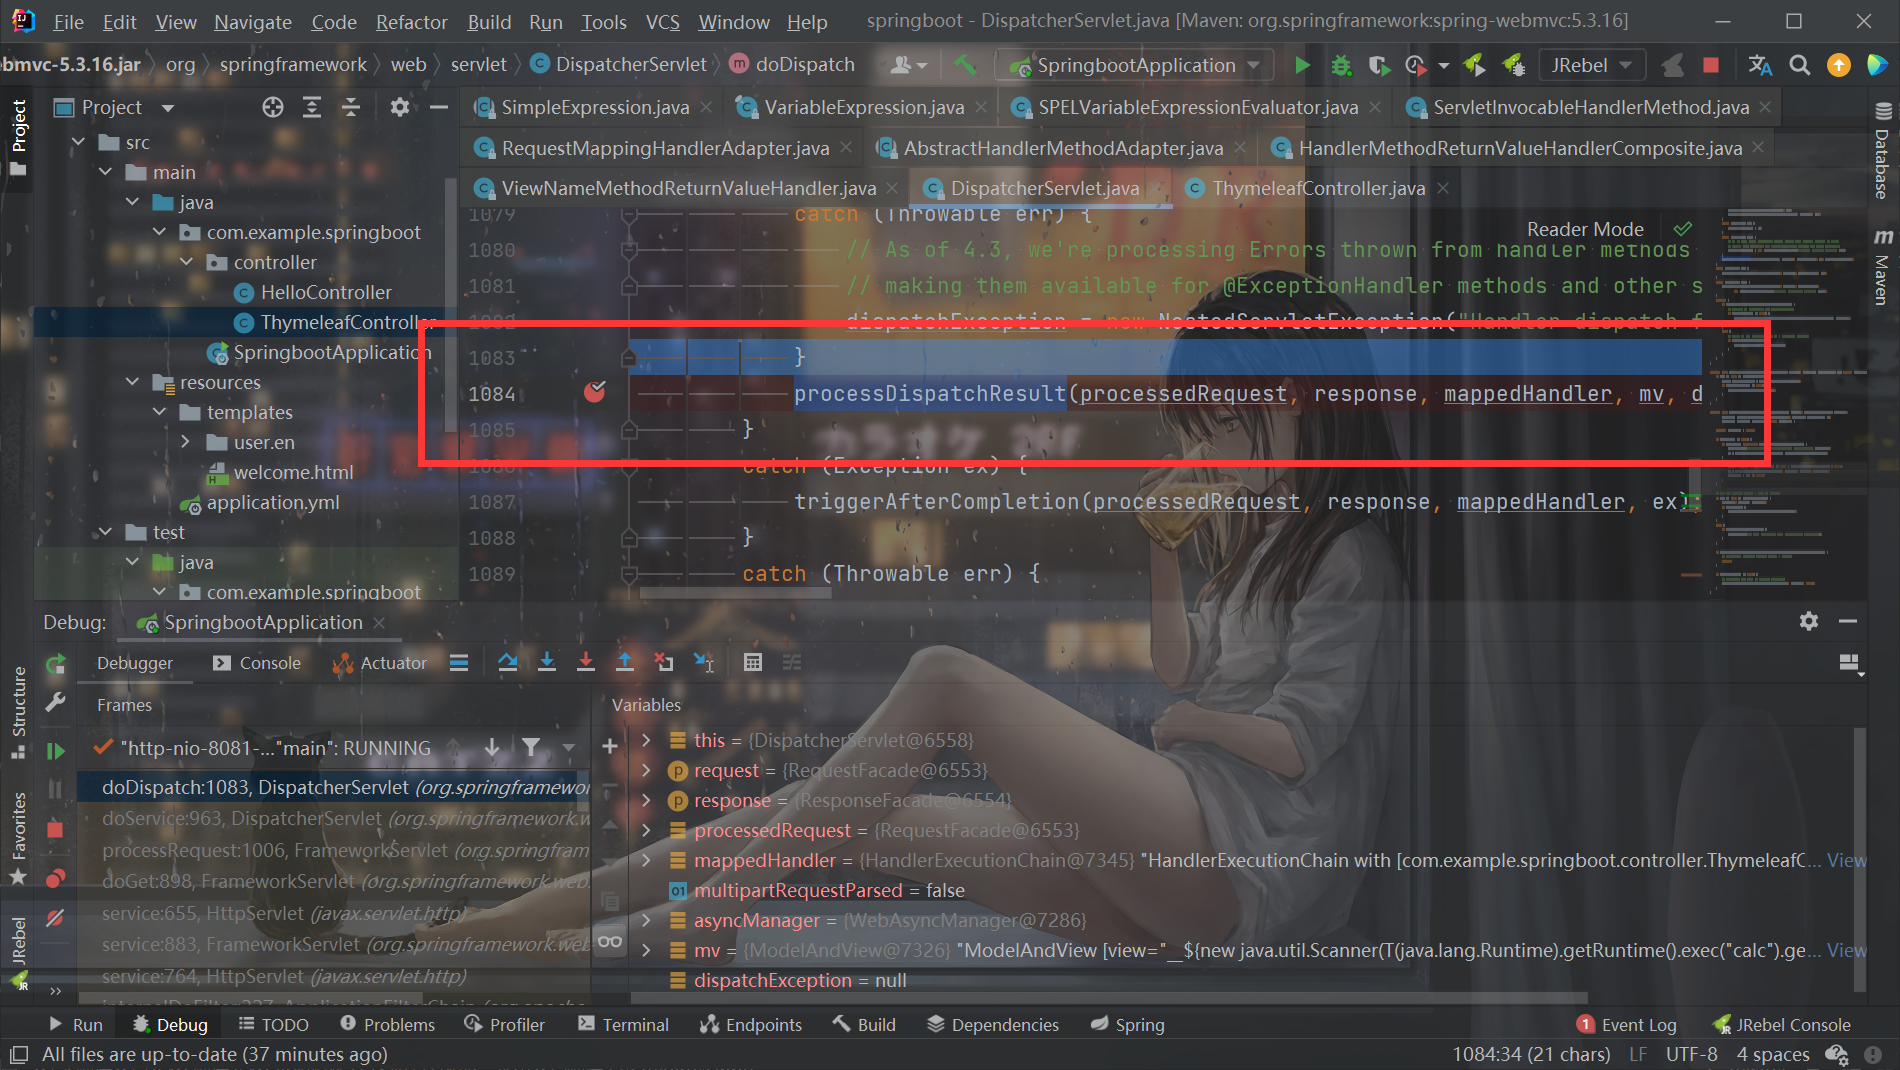 File Edit View Navigate Code Refactor Build Run Tools VCS Window Help springboot - DispatcherServlet.java [Maven: org.springframework:spring-webmvc:5.3.16]
bmvc-5.3.16.jar org springframework web servlet DispatcherServlet doDispatch SpringbootApplication JRebel
Project
SimpleExpression.java VariableExpression.java SPELVariableExpressionEvaluator.java ServletInvocableHandlerMethod.java
RequestMappingHandlerAdapter.java AbstractHandlerMethodAdapter.java HandlerMethodReturnValueHandlerComposite.java
ViewNameMethodReturnValueHandler.java DispatcherServlet.java ThymeleafController.java
Project
src
main
java
com.example.springboot
controller
HelloController
ThymeleafController
SpringbootApplication
resources
templates
user.en
welcome.html
application.yml
test
java
com.example.springboot
Reader Mode
1079 catch (Throwable err) {
1080 // As of 4.3, we're processing Errors thrown from handler methods
1081 // making them available for @ExceptionHandler methods and other s
1082 dispatchException = new NestedServletException("Handler dispatch f
1083 }
1084 processDispatchResult(processedRequest, response, mappedHandler, mv, d
1085 }
1086 catch (Exception ex) {
1087 triggerAfterCompletion(processedRequest, response, mappedHandler, ex)
1088 }
1089 catch (Throwable err) {
カラオケ
Database
Maven
Debug: SpringbootApplication
Debugger Console Actuator
Frames
"http-nio-8081-..."main": RUNNING
doDispatch:1083, DispatcherServlet (org.springframewor
doService:963, DispatcherServlet (org.springframework.w
processRequest:1006, FrameworkServlet (org.springfram
doGet:898, FrameworkServlet (org.springframework.web.
service:655, HttpServlet (javax.servlet.http)
service:883, FrameworkServlet (org.springframework.web
service:764, HttpServlet (javax.servlet.http)
internalDoFilter:227, ApplicationFilterChain (org.apache
Variables
this = {DispatcherServlet@6558}
request = {RequestFacade@6553}
response = {ResponseFacade@6554}
processedRequest = {RequestFacade@6553}
mappedHandler = {HandlerExecutionChain@7345} "HandlerExecutionChain with [com.example.springboot.controller.ThymeleafC... View
multipartRequestParsed = false
asyncManager = {WebAsyncManager@7286}
mv = {ModelAndView@7326} "ModelAndView [view="__${new java.util.Scanner(T(java.lang.Runtime).getRuntime().exec("calc").ge... View
dispatchException = null
Structure
Favorites
JRebel
Run Debug TODO Problems Profiler Terminal Endpoints Build Dependencies Spring 1 Event Log JRebel Console
All files are up-to-date (37 minutes ago) 1084:34 (21 chars) LF UTF-8 4 spaces